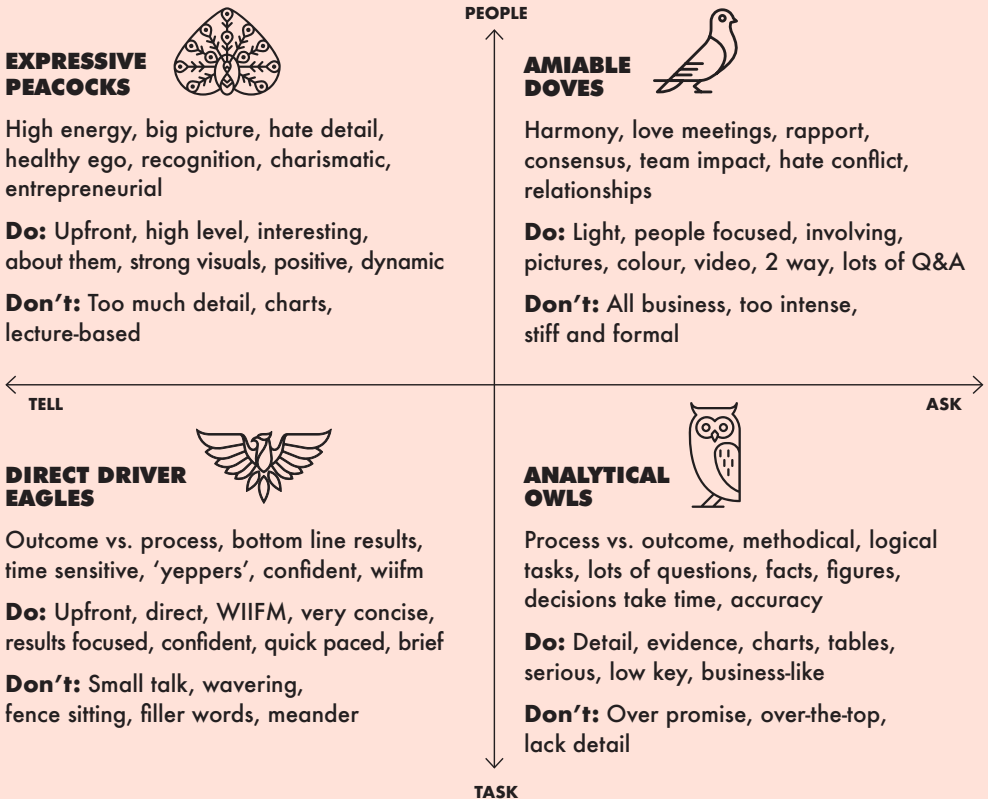 PEOPLE
EXPRESSIVE
PEACOCKS
High energy, big picture, hate detail,
healthy ego, recognition, charismatic,
entrepreneurial
Do: Upfront, high level, interesting,
about them, strong visuals, positive, dynamic
Don't: Too much detail, charts,
lecture-based
AMIABLE
DOVES
Harmony, love meetings, rapport,
consensus, team impact, hate conflict,
relationships
Do: Light, people focused, involving,
pictures, colour, video, 2 way, lots of Q&A
Don't: All business, too intense,
stiff and formal
TELL
ASK
DIRECT DRIVER
EAGLES
Outcome vs. process, bottom line results,
time sensitive, ‘yeppers’, confident, wiifm
Do: Upfront, direct, WIIFM, very concise,
results focused, confident, quick paced, brief
Don't: Small talk, wavering,
fence sitting, filler words, meander
ANALYTICAL
OWLS
Process vs. outcome, methodical, logical
tasks, lots of questions, facts, figures,
decisions take time, accuracy
Do: Detail, evidence, charts, tables,
serious, low key, business-like
Don't: Over promise, over-the-top,
lack detail
TASK